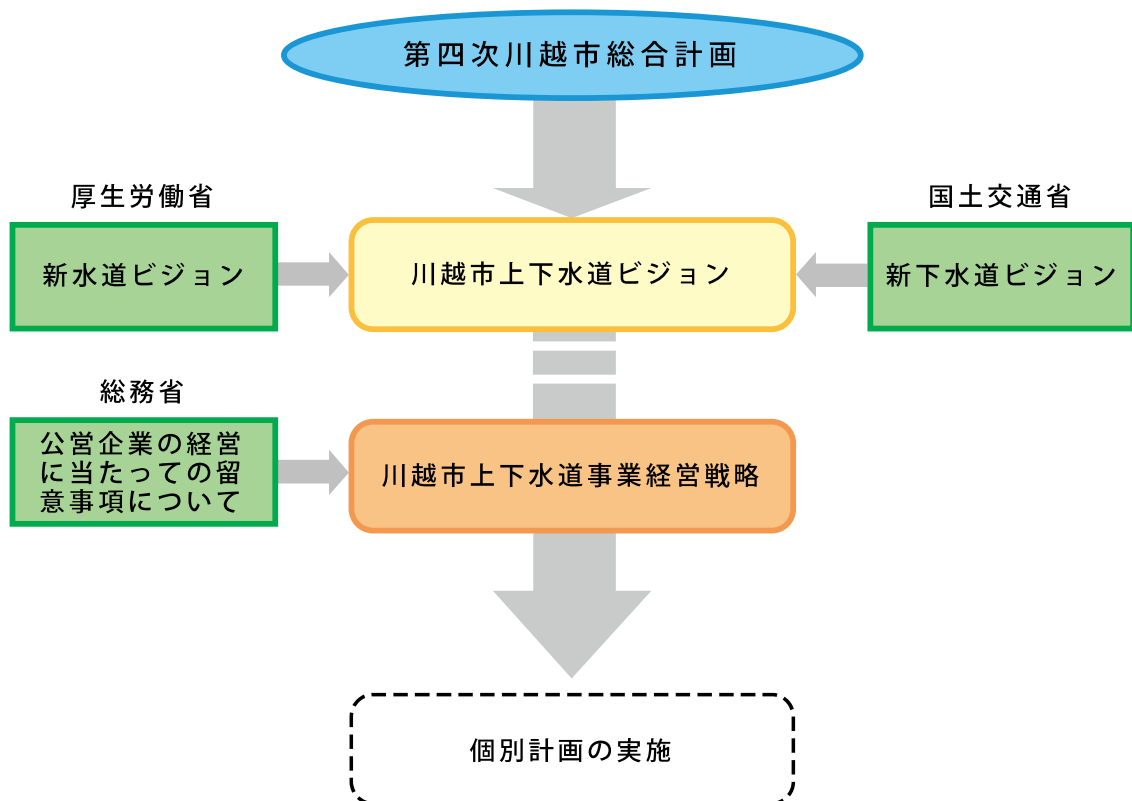 第四次川越市総合計画
厚生労働省
国土交通省
新水道ビジョン
川越市上下水道ビジョン
新下水道ビジョン
総務省
公営企業の経営
に当たっての留
意事項について
川越市上下水道事業経営戦略
個別計画の実施